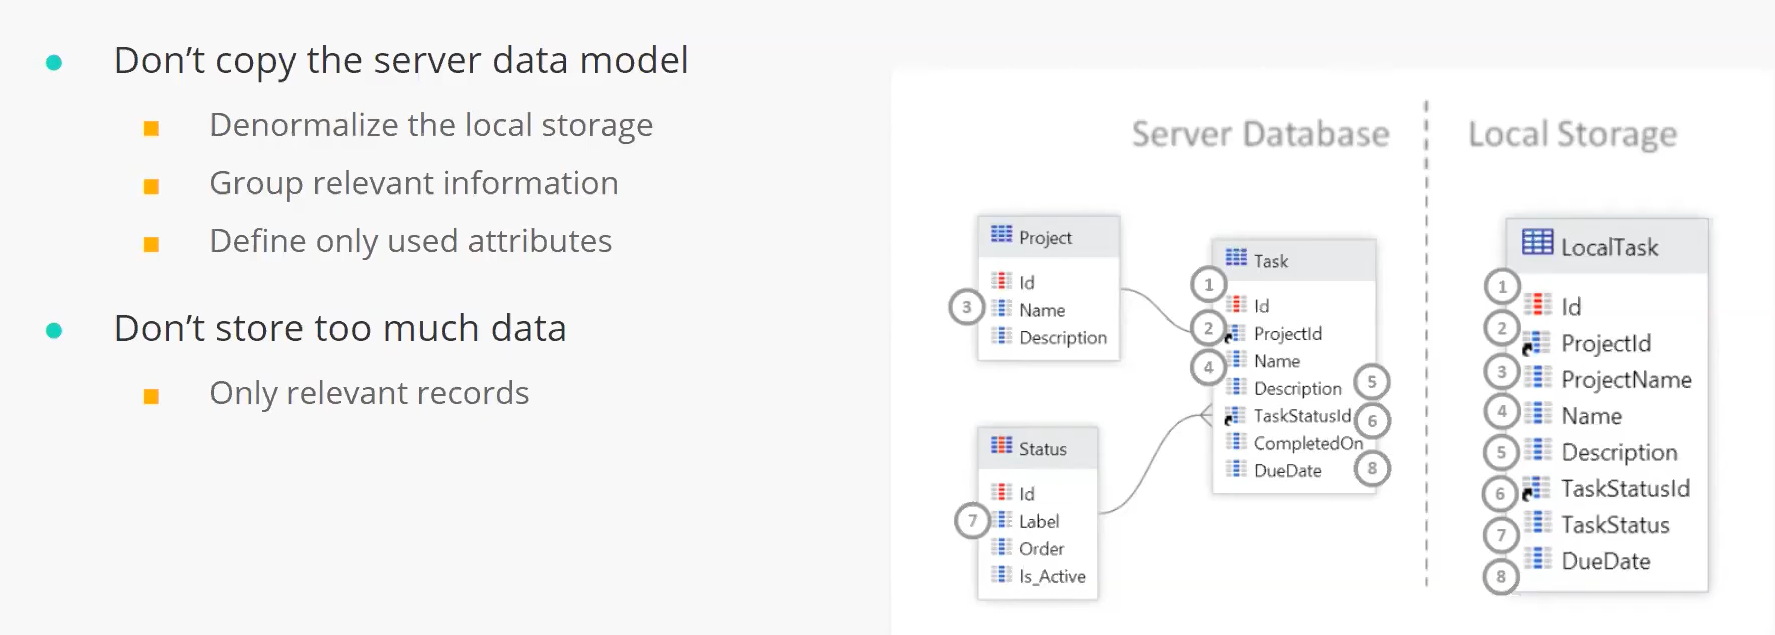 Don't copy the server data model
Denormalize the local storage
Group relevant information
Define only used attributes
Don't store too much data
Only relevant records
Server Database
Project
Id
3 Name
Description
Status
Id
7 Label
Order
Is_Active
Task
1 Id
2 ProjectId
4 Name
Description 5
TaskStatusId 6
CompletedOn
DueDate 8
Local Storage
LocalTask
1 Id
2 ProjectId
3 ProjectName
4 Name
5 Description
6 TaskStatusId
7 TaskStatus
8 DueDate